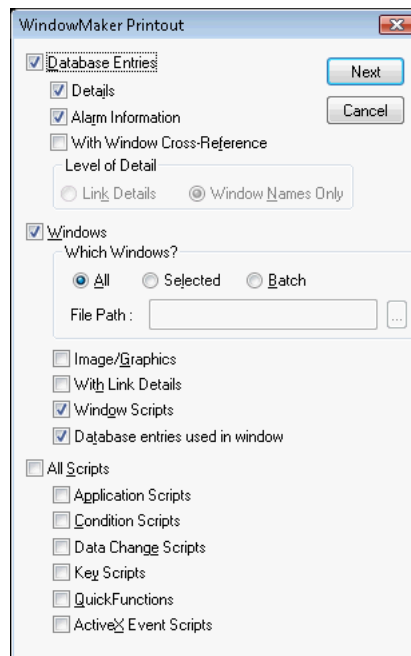 WindowMaker Printout
Database Entries
Next
Details
Alarm Information
Cancel
With Window Cross-Reference
Level of Detail
Link Details Window Names Only
Windows
Which Windows?
All Selected Batch
File Path :
...
Image/Graphics
With Link Details
Window Scripts
Database entries used in window
All Scripts
Application Scripts
Condition Scripts
Data Change Scripts
Key Scripts
QuickFunctions
ActiveX Event Scripts